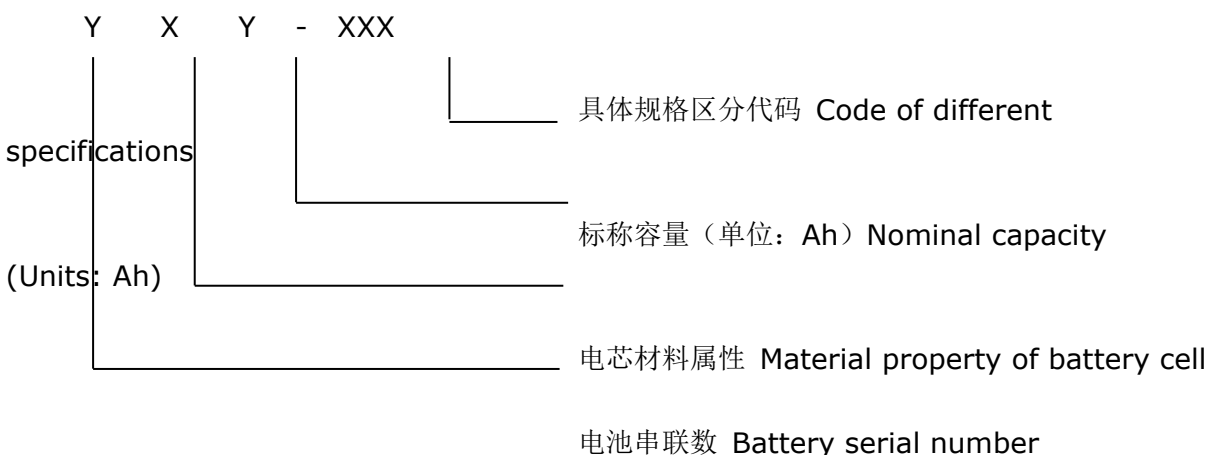 Y X Y - XXX
具体规格区分代码 Code of different
specifications
标称容量（单位：Ah）Nominal capacity
(Units: Ah)
电芯材料属性 Material property of battery cell
电池串联数 Battery serial number